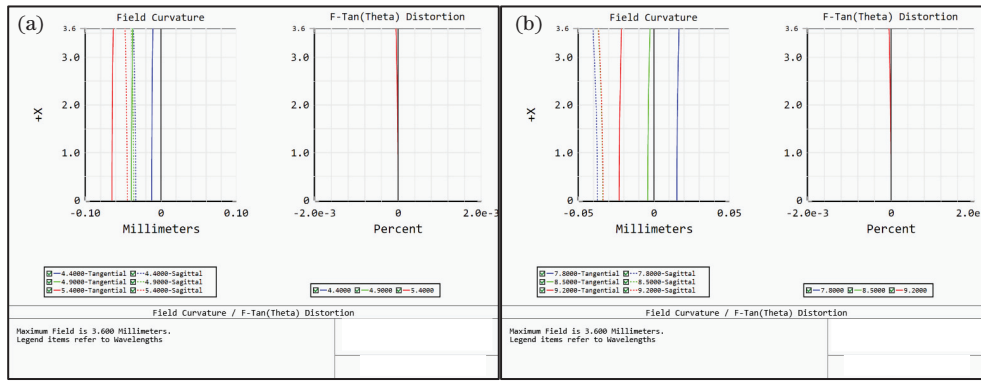 (a)
Field Curvature
F-Tan(Theta) Distortion
3.6
3.0
2.0
1.0
0
+X
-0.10
0
0.10
Millimeters
3.6
3.0
2.0
1.0
0
-2.0e-3
0
2.0e-3
Percent
4.4000-Tangential 4.4000-Sagittal
4.9000-Tangential 4.9000-Sagittal
5.4000-Tangential 5.4000-Sagittal
4.4000 4.9000 5.4000
Field Curvature / F-Tan(Theta) Distortion
Maximum Field is 3.600 Millimeters.
Legend items refer to Wavelengths
(b)
Field Curvature
F-Tan(Theta) Distortion
3.6
3.0
2.0
1.0
0
+X
-0.05
0
0.05
Millimeters
3.6
3.0
2.0
1.0
0
-2.0e-3
0
2.0e-
Percent
7.8000-Tangential 7.8000-Sagittal
8.5000-Tangential 8.5000-Sagittal
9.2000-Tangential 9.2000-Sagittal
7.8000 8.5000 9.2000
Field Curvature / F-Tan(Theta) Distortion
Maximum Field is 3.600 Millimeters.
Legend items refer to Wavelengths